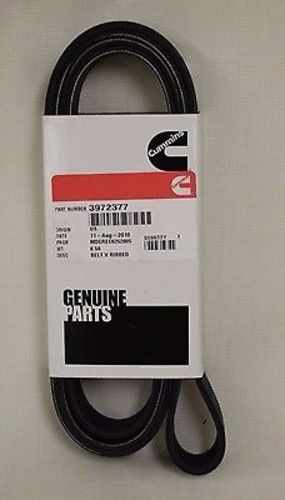 Cummins
PART NUMBER 3972377
ORIGIN US
DATE 11-Aug-2010
QUANTITY 1
WT 0.58
DESC BELT,V RIBBED
GENUINE
PARTS